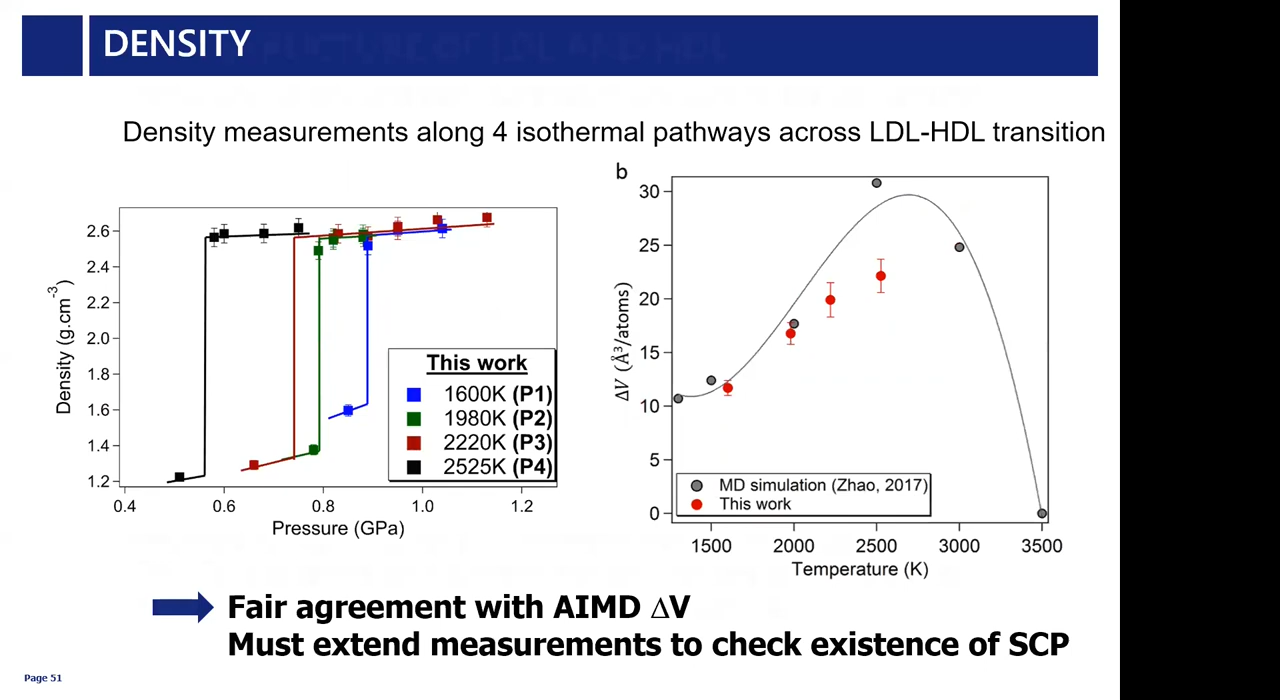 DENSITY
Density measurements along 4 isothermal pathways across LDL-HDL transition
Density (g.cm⁻³)
2.6
2.4
2.2
2.0
1.8
1.6
1.4
1.2
0.4
0.6
0.8
1.0
1.2
Pressure (GPa)
This work
1600K (P1)
1980K (P2)
2220K (P3)
2525K (P4)
b
ΔV (Å³/atoms)
30
25
20
15
10
5
0
MD simulation (Zhao, 2017)
This work
1500
2000
2500
3000
3500
Temperature (K)
Fair agreement with AIMD ΔV
Must extend measurements to check existence of SCP
Page 51